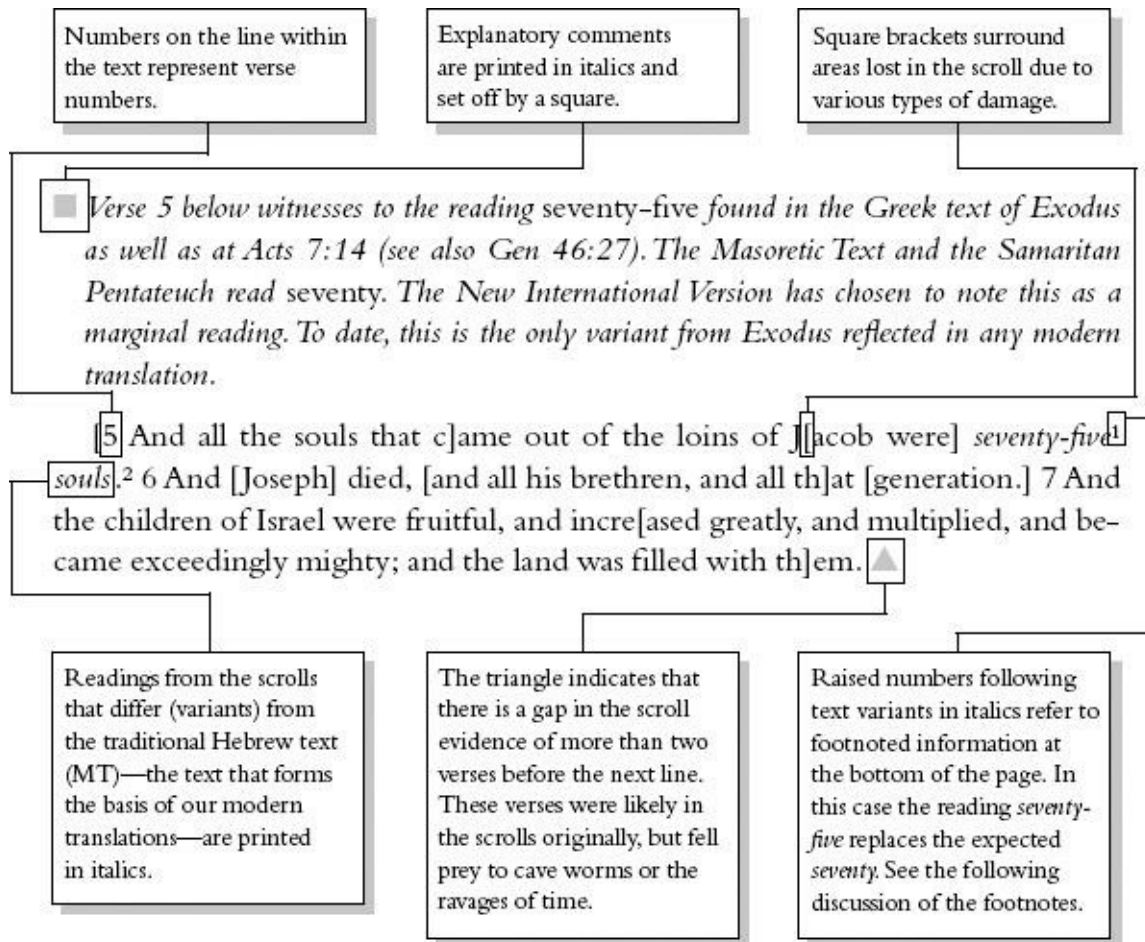 Numbers on the line within
the text represent verse
numbers.
Explanatory comments
are printed in italics and
set off by a square.
Square brackets surround
areas lost in the scroll due to
various types of damage.
Verse 5 below witnesses to the reading seventy-five found in the Greek text of Exodus
as well as at Acts 7:14 (see also Gen 46:27). The Masoretic Text and the Samaritan
Pentateuch read seventy. The New International Version has chosen to note this as a
marginal reading. To date, this is the only variant from Exodus reflected in any modern
translation.
[5 And all the souls that c]ame out of the loins of J[acob were] seventy-five¹
souls.² 6 And [Joseph] died, [and all his brethren, and all th]at [generation.] 7 And
the children of Israel were fruitful, and incre[ased greatly, and multiplied, and be-
came exceedingly mighty; and the land was filled with th]em. ▲
Readings from the scrolls
that differ (variants) from
the traditional Hebrew text
(MT)—the text that forms
the basis of our modern
translations—are printed
in italics.
The triangle indicates that
there is a gap in the scroll
evidence of more than two
verses before the next line.
These verses were likely in
the scrolls originally, but fell
prey to cave worms or the
ravages of time.
Raised numbers following
text variants in italics refer to
footnoted information at
the bottom of the page. In
this case the reading seventy-
five replaces the expected
seventy. See the following
discussion of the footnotes.